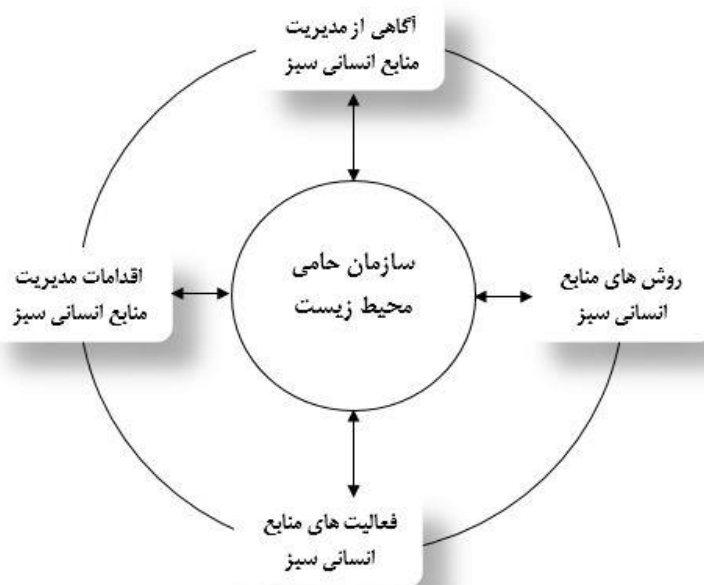 آگاهی از مدیریت
منابع انسانی سبز
سازمان حامی
محیط زیست
روش های منابع
انسانی سبز
اقدامات مدیریت
منابع انسانی سبز
فعالیت های منابع
انسانی سبز